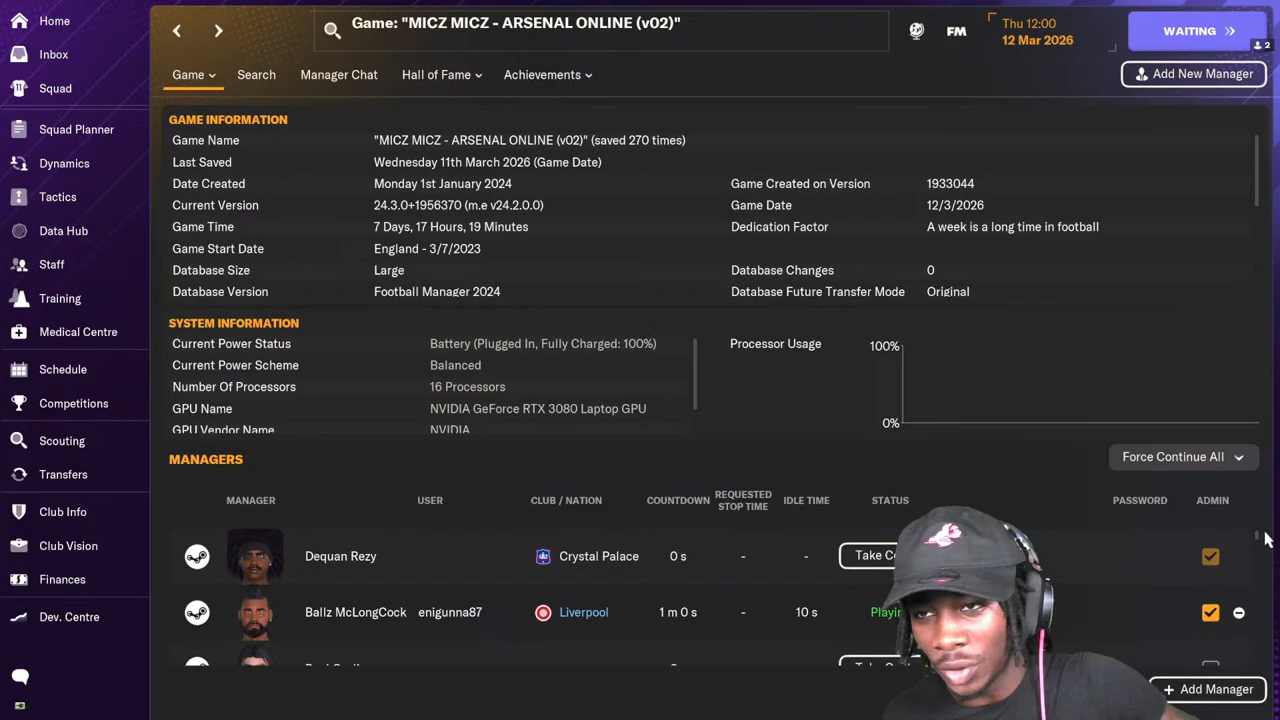 Home
Inbox
Squad
Squad Planner
Dynamics
Tactics
Data Hub
Staff
Training
Medical Centre
Schedule
Competitions
Scouting
Transfers
Club Info
Club Vision
Finances
Dev. Centre
Game: "MICZ MICZ - ARSENAL ONLINE (v02)"
FM
Thu 12:00
12 Mar 2026
WAITING
2
Game Search Manager Chat Hall of Fame Achievements
Add New Manager
GAME INFORMATION
Game Name "MICZ MICZ - ARSENAL ONLINE (v02)" (saved 270 times)
Last Saved Wednesday 11th March 2026 (Game Date)
Date Created Monday 1st January 2024 Game Created on Version 1933044
Current Version 24.3.0+1956370 (m.e v24.2.0.0) Game Date 12/3/2026
Game Time 7 Days, 17 Hours, 19 Minutes Dedication Factor A week is a long time in football
Game Start Date England - 3/7/2023
Database Size Large Database Changes 0
Database Version Football Manager 2024 Database Future Transfer Mode Original
SYSTEM INFORMATION
Current Power Status Battery (Plugged In, Fully Charged: 100%) Processor Usage 100%
Current Power Scheme Balanced
Number Of Processors 16 Processors
GPU Name NVIDIA GeForce RTX 3080 Laptop GPU
GPU Vendor Name NVIDIA 0%
MANAGERS Force Continue All
MANAGER USER CLUB / NATION COUNTDOWN REQUESTED STOP TIME IDLE TIME STATUS PASSWORD ADMIN
Dequan Rezy Crystal Palace 0 s - - Take
Ballz McLongCock enigunna87 Liverpool 1 m 0 s - 10 s
+ Add Manager